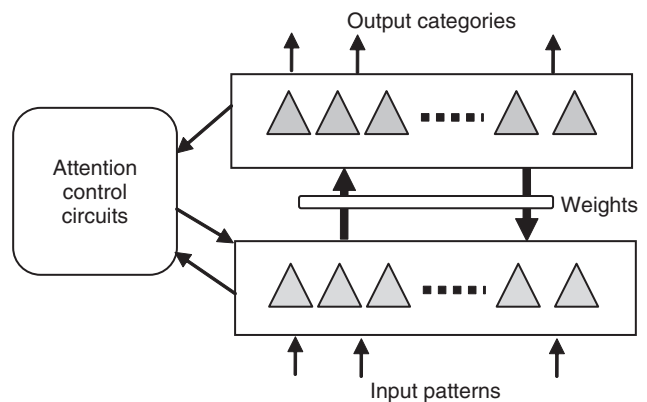 Output categories
Attention
control
circuits
Weights
Input patterns